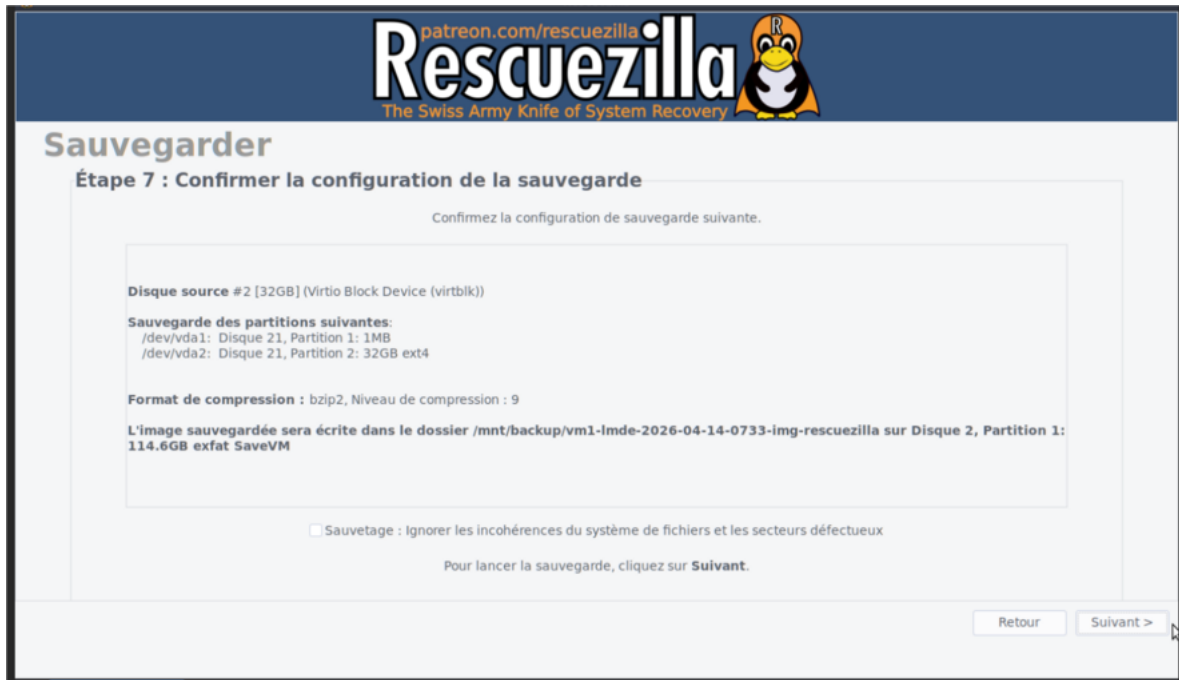 patreon.com/rescuezilla
Rescuezilla
R
The Swiss Army Knife of System Recovery
Sauvegarder
Étape 7 : Confirmer la configuration de la sauvegarde
Confirmez la configuration de sauvegarde suivante.
Disque source #2 [32GB] (Virtio Block Device (virtblk))
Sauvegarde des partitions suivantes:
/dev/vda1: Disque 21, Partition 1: 1MB
/dev/vda2: Disque 21, Partition 2: 32GB ext4
Format de compression : bzip2, Niveau de compression : 9
L'image sauvegardée sera écrite dans le dossier /mnt/backup/vm1-lmde-2026-04-14-0733-img-rescuezilla sur Disque 2, Partition 1:
114.6GB exfat SaveVM
Sauvetage : Ignorer les incohérences du système de fichiers et les secteurs défectueux
Pour lancer la sauvegarde, cliquez sur Suivant.
Retour
Suivant >